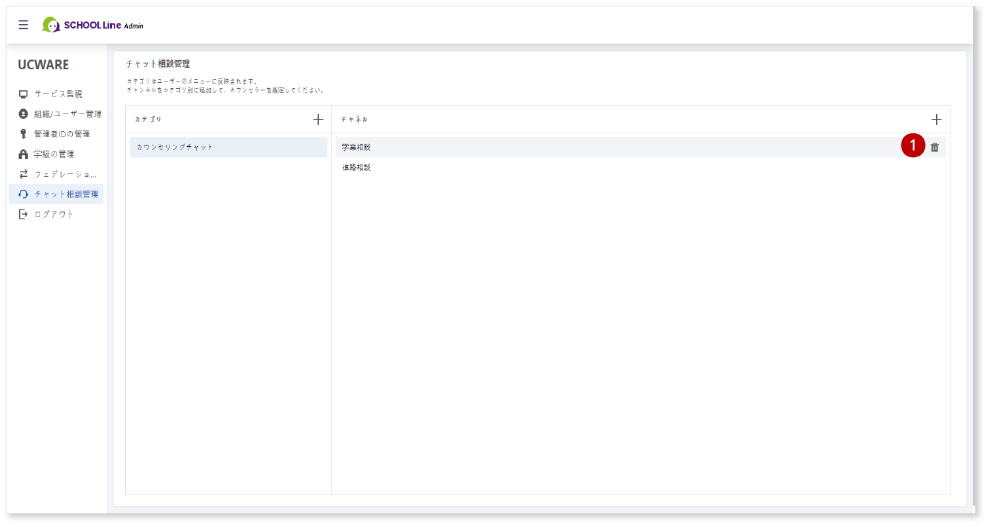 SCHOOL Line Admin
UCWARE
サービス監視
組織/ユーザー管理
管理者IDの管理
学級の管理
フェデレーショ...
チャット相談管理
ログアウト
チャット相談管理
カテゴリはユーザーのメニューに反映されます。
チャンネルをカテゴリ別に追加して、カウンセラーを指定してください。
カテゴリ
チャネル
カウンセリングチャット
学業相談
1
進路相談